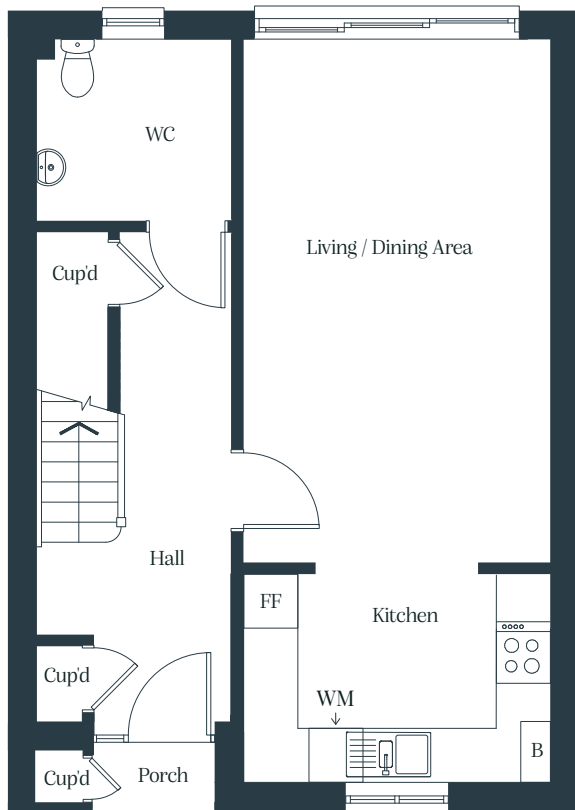 WC
Living / Dining Area
Cup'd
Hall
FF
Kitchen
Cup'd
WM
B
Cup'd
Porch